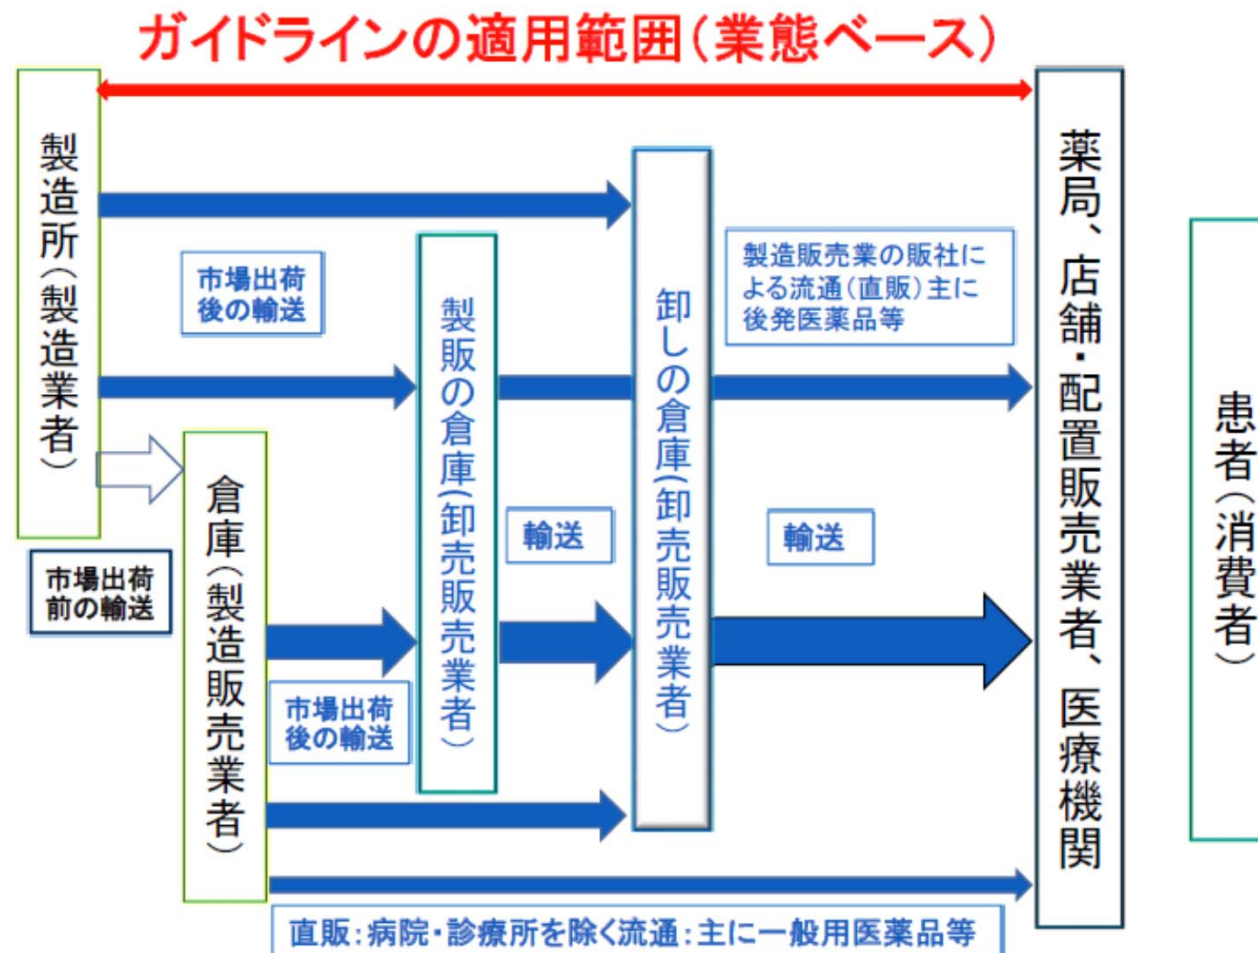 ガイドラインの適用範囲(業態ベース)
製造所(製造業者)
市場出荷
後の輸送
市場出荷
前の輸送
倉庫(製造販売業者)
市場出荷
後の輸送
製販の倉庫(卸売販売業者)
輸送
卸しの倉庫(卸売販売業者)
製造販売業の販社に
よる流通(直販)主に
後発医薬品等
輸送
直販:病院・診療所を除く流通:主に一般用医薬品等
薬局、店舗・配置販売業者、医療機関
患者(消費者)